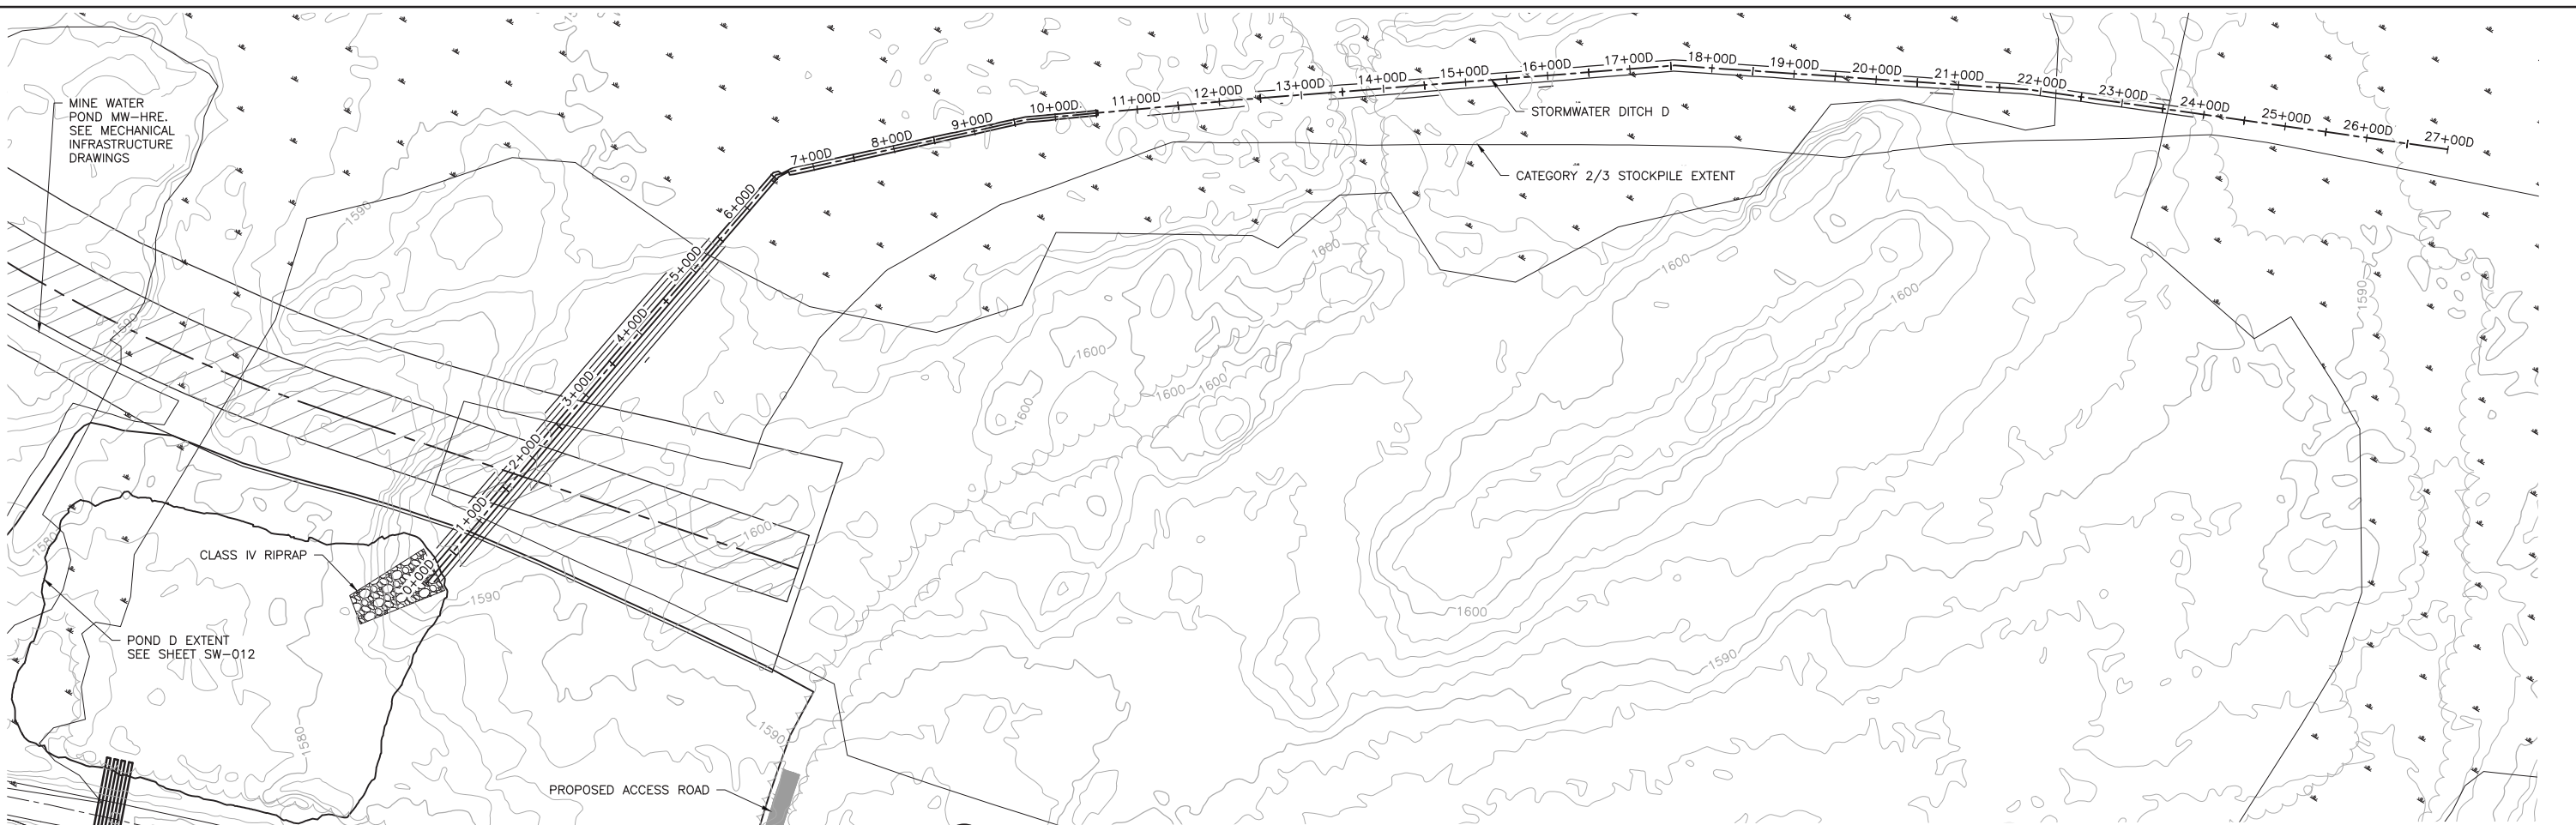 MINE WATER
POND MW-HRE.
SEE MECHANICAL
INFRASTRUCTURE
DRAWINGS
0+00D
1+00D
2+00D
3+00D
4+00D
5+00D
6+00D
7+00D
8+00D
9+00D
10+00D
11+00D
12+00D
13+00D
14+00D
15+00D
16+00D
17+00D
18+00D
19+00D
20+00D
21+00D
22+00D
23+00D
24+00D
25+00D
26+00D
27+00D
STORMWATER DITCH D
CATEGORY 2/3 STOCKPILE EXTENT
1590
1590
1600
1600
1600
1590
1600
1600
1600
1600
1580
1600
CLASS IV RIPRAP
1590
1600
POND D EXTENT
SEE SHEET SW-012
1590
1580
1590
PROPOSED ACCESS ROAD